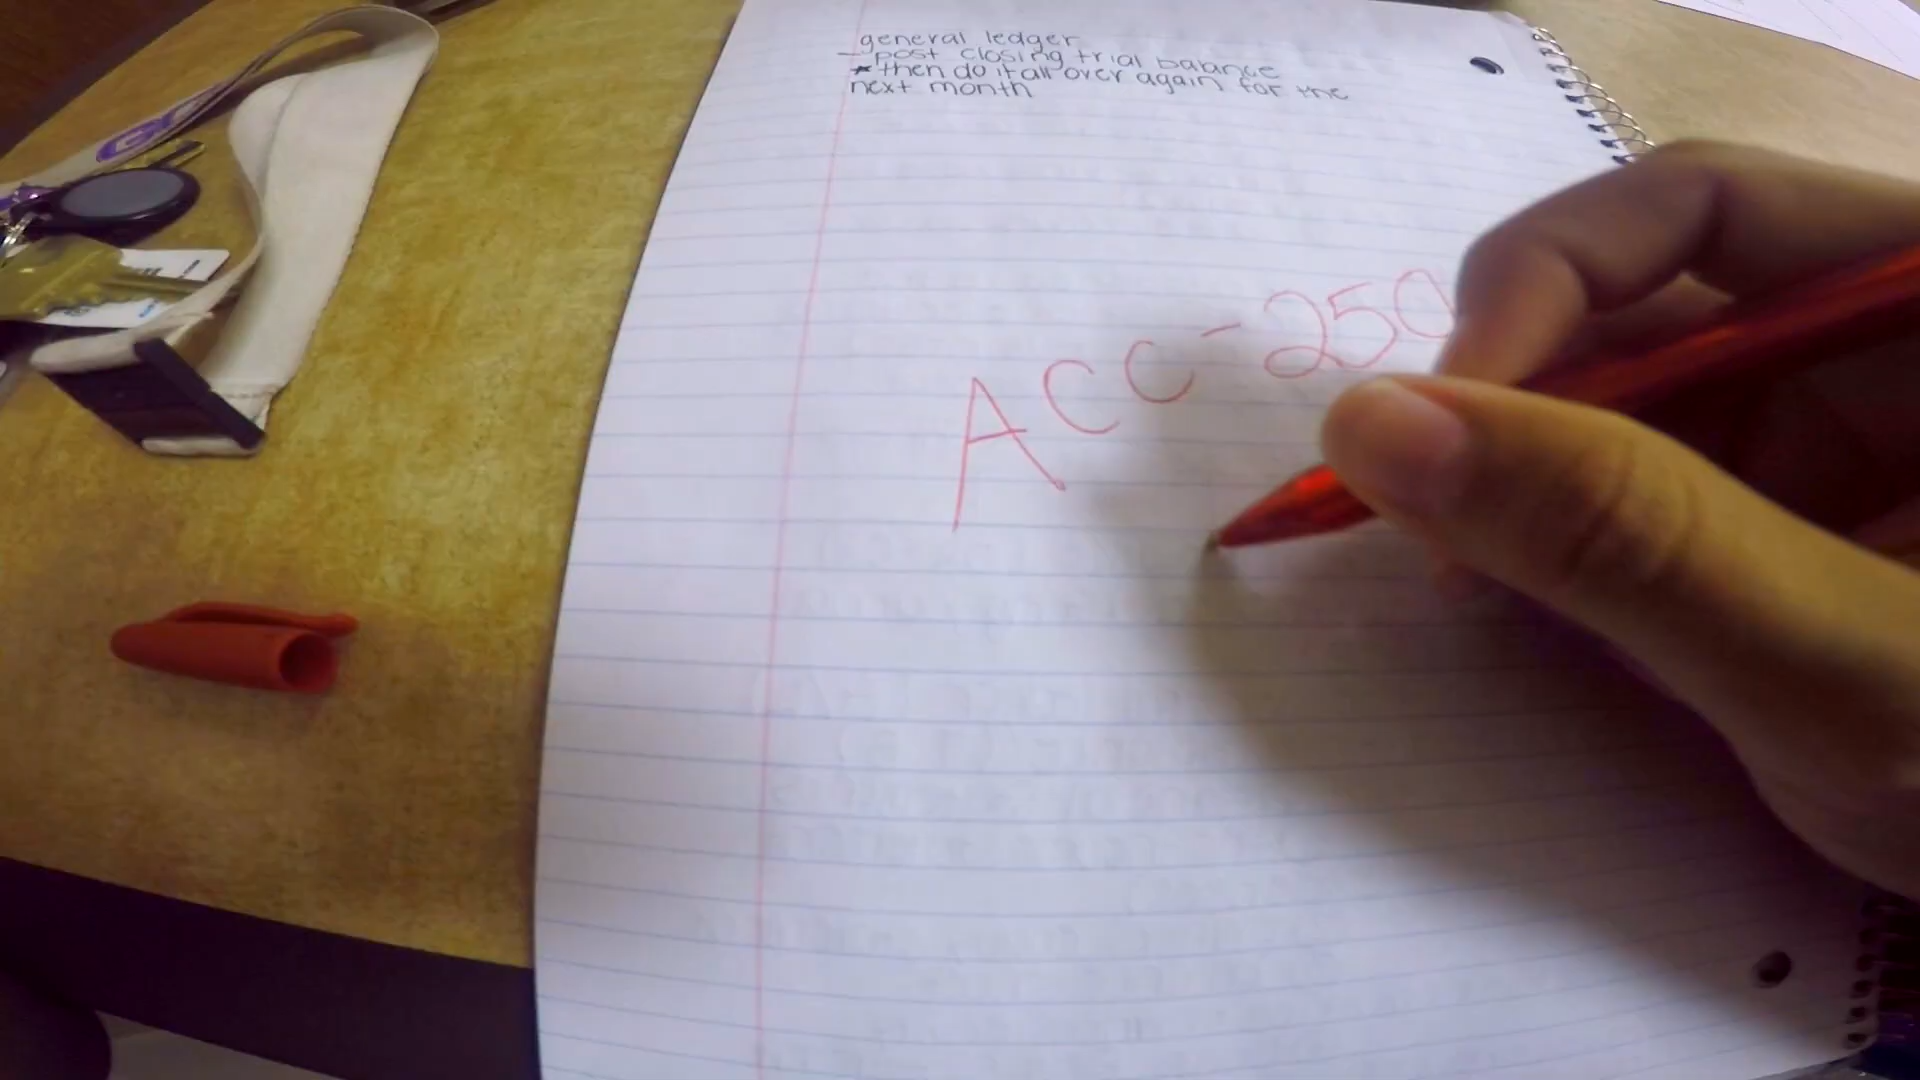 general ledger
- post closing trial balance
★ then do it all over again for the
next month
ACC-250